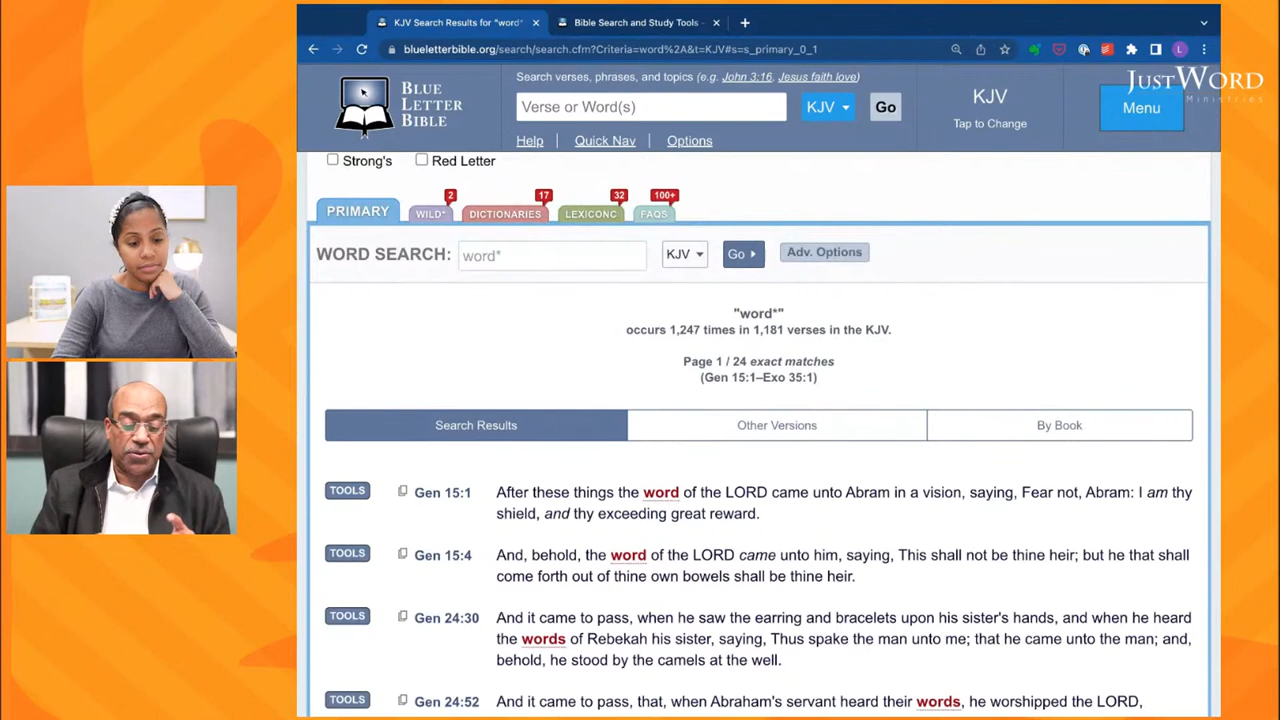 KJV Search Results for "word*"
Bible Search and Study Tools -
blueletterbible.org/search/search.cfm?Criteria=word%2A&t=KJV#s=s_primary_0_1
L
JUSTWORD
Ministries
BLUE
LETTER
BIBLE
Search verses, phrases, and topics (e.g. John 3:16, Jesus faith love)
Verse or Word(s)
KJV
Go
Help
Quick Nav
Options
KJV
Tap to Change
Menu
Strong's
Red Letter
PRIMARY
WILD*
2
DICTIONARIES
17
LEXICONC
32
FAQS
100+
WORD SEARCH:
word*
KJV
Go
Adv. Options
"word*"
occurs 1,247 times in 1,181 verses in the KJV.
Page 1 / 24 exact matches
(Gen 15:1–Exo 35:1)
Search Results
Other Versions
By Book
TOOLS
Gen 15:1
After these things the word of the LORD came unto Abram in a vision, saying, Fear not, Abram: I am thy
shield, and thy exceeding great reward.
TOOLS
Gen 15:4
And, behold, the word of the LORD came unto him, saying, This shall not be thine heir; but he that shall
come forth out of thine own bowels shall be thine heir.
TOOLS
Gen 24:30
And it came to pass, when he saw the earring and bracelets upon his sister's hands, and when he heard
the words of Rebekah his sister, saying, Thus spake the man unto me; that he came unto the man; and,
behold, he stood by the camels at the well.
TOOLS
Gen 24:52
And it came to pass, that, when Abraham's servant heard their words, he worshipped the LORD,